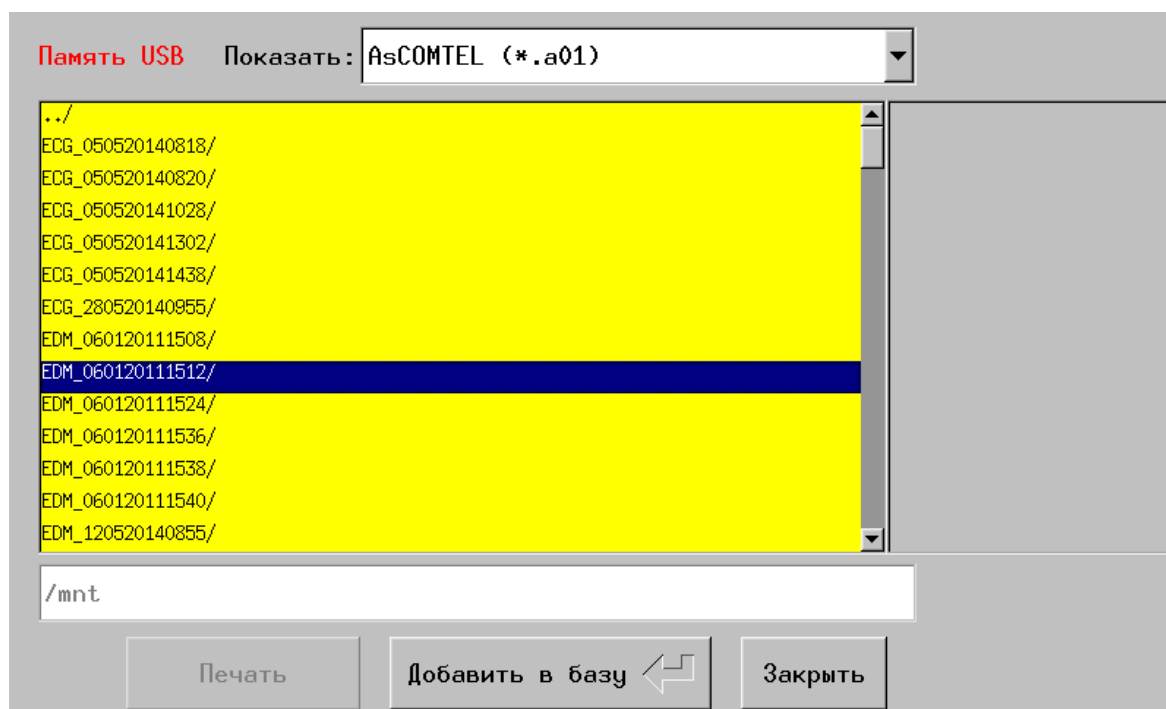 Память USB Показать: AsCOMTEL (*.a01)
../
ECG_050520140818/
ECG_050520140820/
ECG_050520141028/
ECG_050520141302/
ECG_050520141438/
ECG_280520140955/
EDM_060120111508/
EDM_060120111512/
EDM_060120111524/
EDM_060120111536/
EDM_060120111538/
EDM_060120111540/
EDM_120520140855/
/mnt
Печать Добавить в базу Закрыть